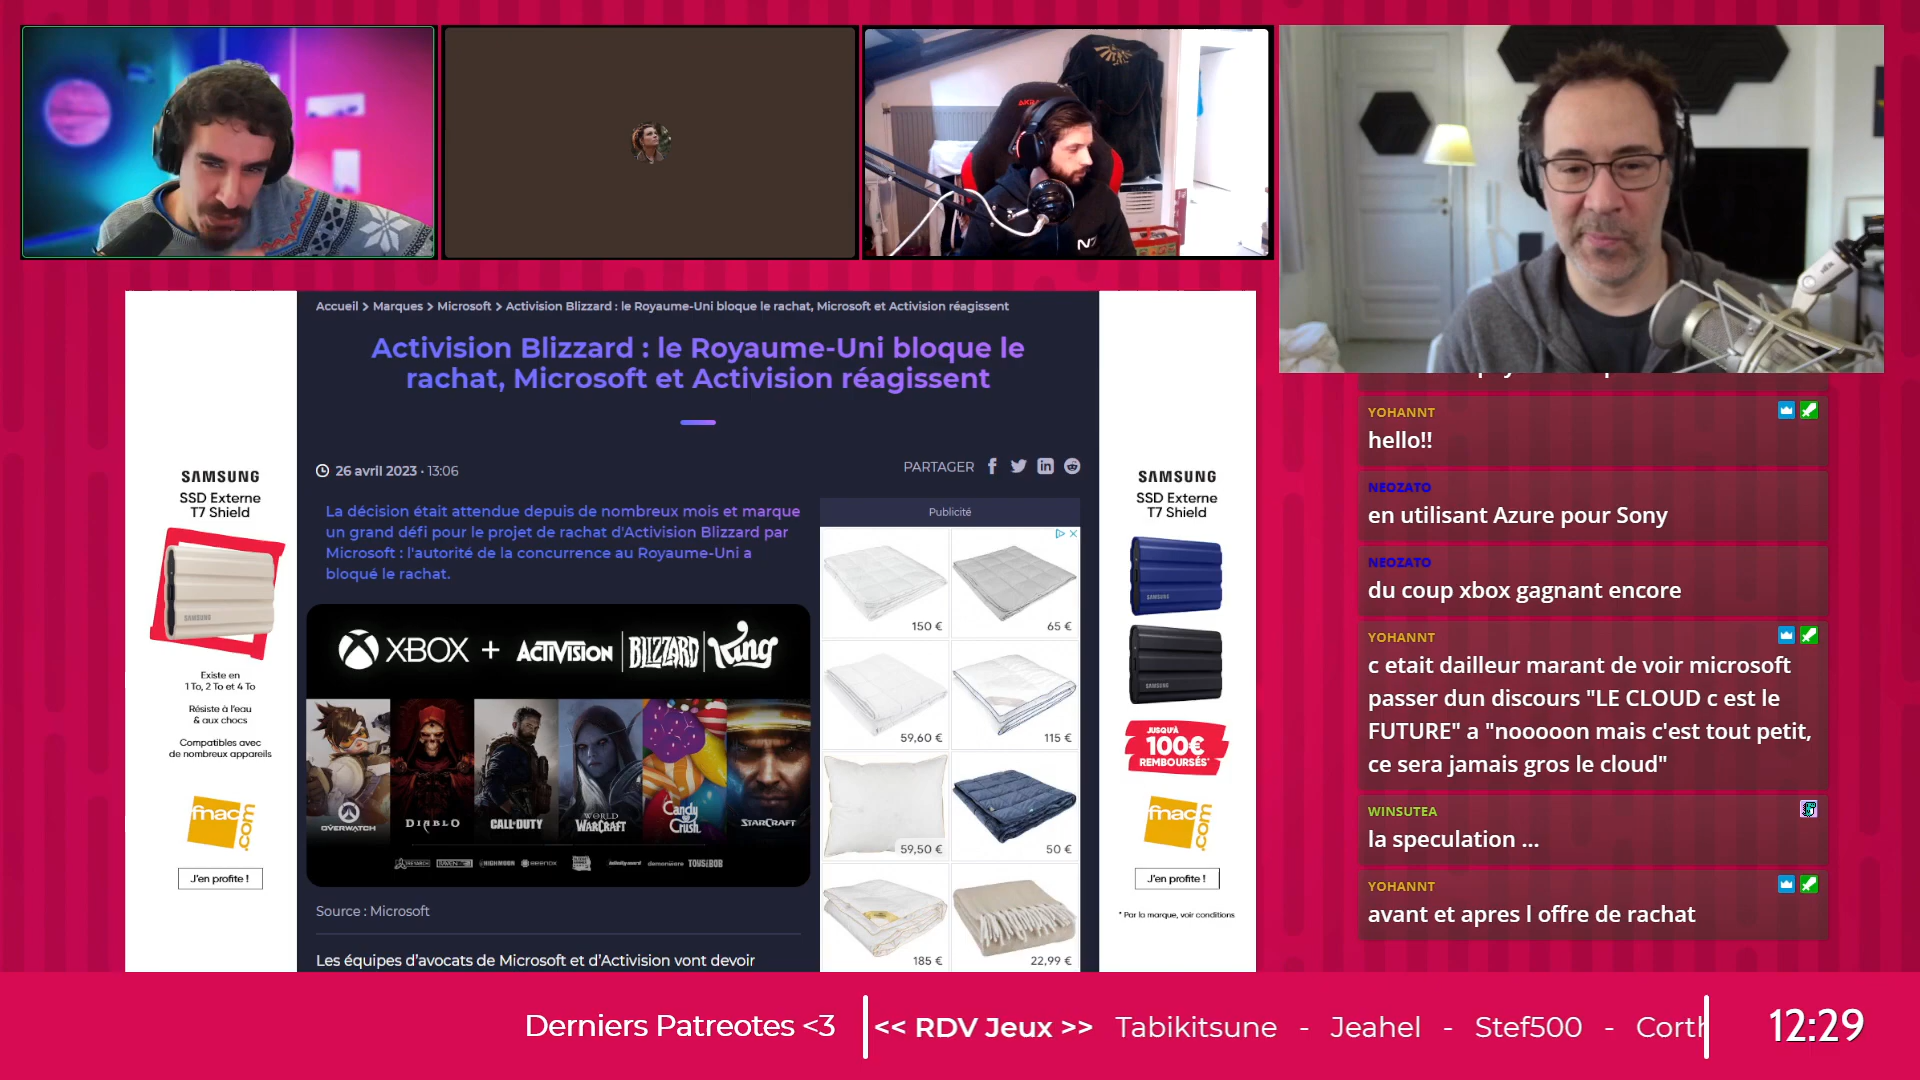 Accueil > Marques > Microsoft > Activision Blizzard : le Royaume-Uni bloque le rachat, Microsoft et Activision réagissent
Activision Blizzard : le Royaume-Uni bloque le
rachat, Microsoft et Activision réagissent
26 avril 2023 · 13:06
PARTAGER
La décision était attendue depuis de nombreux mois et marque
un grand défi pour le projet de rachat d'Activision Blizzard par
Microsoft : l'autorité de la concurrence au Royaume-Uni a
bloqué le rachat.
XBOX + ACTIVISION BLIZZARD King
OVERWATCH
DIABLO
CALL OF DUTY
WORLD WARCRAFT
Candy Crush
STARCRAFT
TOYS BOB
Source : Microsoft
Les équipes d'avocats de Microsoft et d'Activision vont devoir
Publicité
150 €
65 €
59,60 €
115 €
59,50 €
50 €
185 €
22,99 €
SAMSUNG
SSD Externe
T7 Shield
SAMSUNG
Existe en
1 To, 2 To et 4 To
Résiste à l'eau
& aux chocs
Compatibles avec
de nombreux appareils
fnac.com
J'en profite !
SAMSUNG
SSD Externe
T7 Shield
SAMSUNG
SAMSUNG
JUSQU'À
100€
REMBOURSÉS*
fnac.com
J'en profite !
* Par la marque, voir conditions
N7
YOHANNT
hello!!
NEOZATO
en utilisant Azure pour Sony
NEOZATO
du coup xbox gagnant encore
YOHANNT
c etait dailleur marant de voir microsoft
passer dun discours "LE CLOUD c est le
FUTURE" a "nooooon mais c'est tout petit,
ce sera jamais gros le cloud"
WINSUTEA
la speculation ...
YOHANNT
avant et apres l offre de rachat
Derniers Patreotes <3
<< RDV Jeux >> Tabikitsune - Jeahel - Stef500 - Corth
12:29